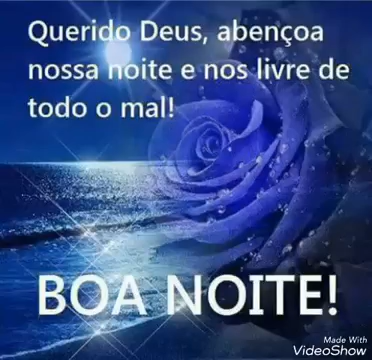 Querido Deus, abençoa
nossa noite e nos livre de
todo o mal!
BOA NOITE!
Made With
VideoShow